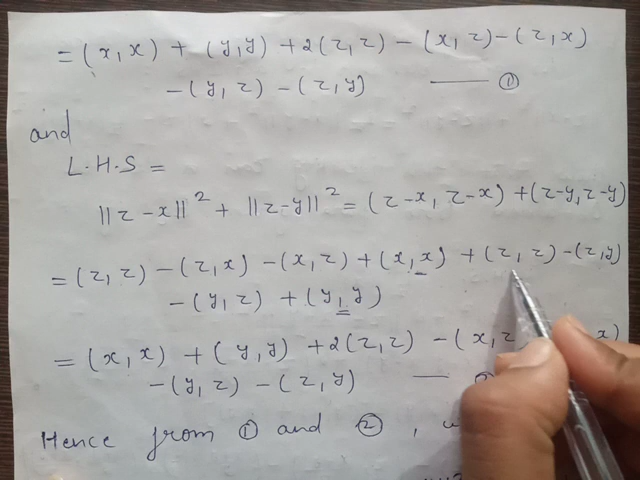 = (x, x) + (y, y) + 2(z, z) - (x, z) - (z, x)
- (y, z) - (z, y) —— ①
and
L.H.S =
||z-x||² + ||z-y||² = (z-x, z-x) + (z-y, z-y)
= (z, z) - (z, x) - (x, z) + (x, x) + (z, z) - (z, y)
- (y, z) + (y, y)
= (x, x) + (y, y) + 2(z, z) - (x, z x)
- (y, z) - (z, y) —
Hence from ① and ②,